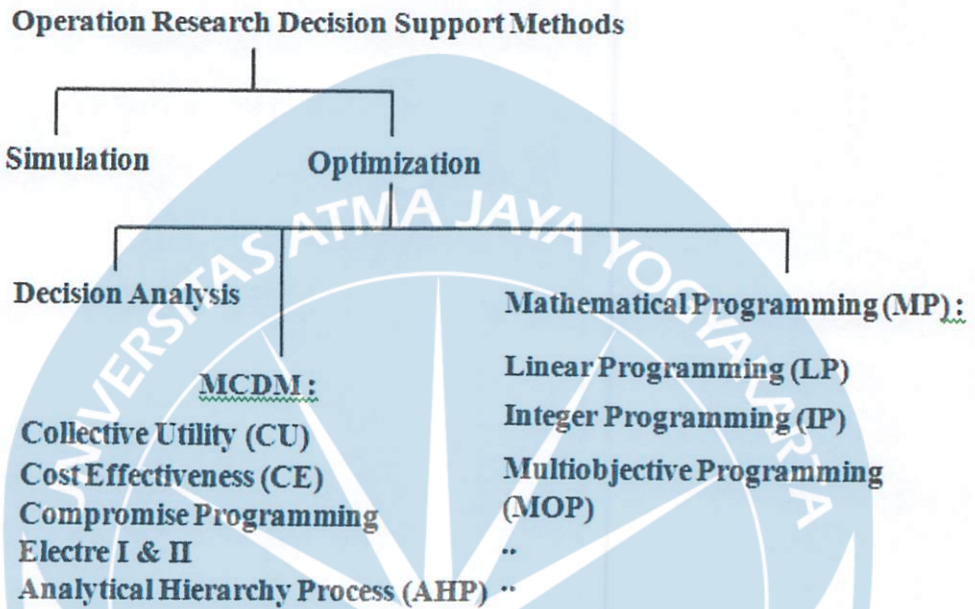 Operation Research Decision Support Methods
Simulation
Optimization
UNIVERSITAS ATMA JAYA YOGYAKARTA
Decision Analysis
MCDM :
Collective Utility (CU)
Cost Effectiveness (CE)
Compromise Programming
Electre I & II
Analytical Hierarchy Process (AHP)
Mathematical Programming (MP) :
Linear Programming (LP)
Integer Programming (IP)
Multiobjective Programming
(MOP)
..
..